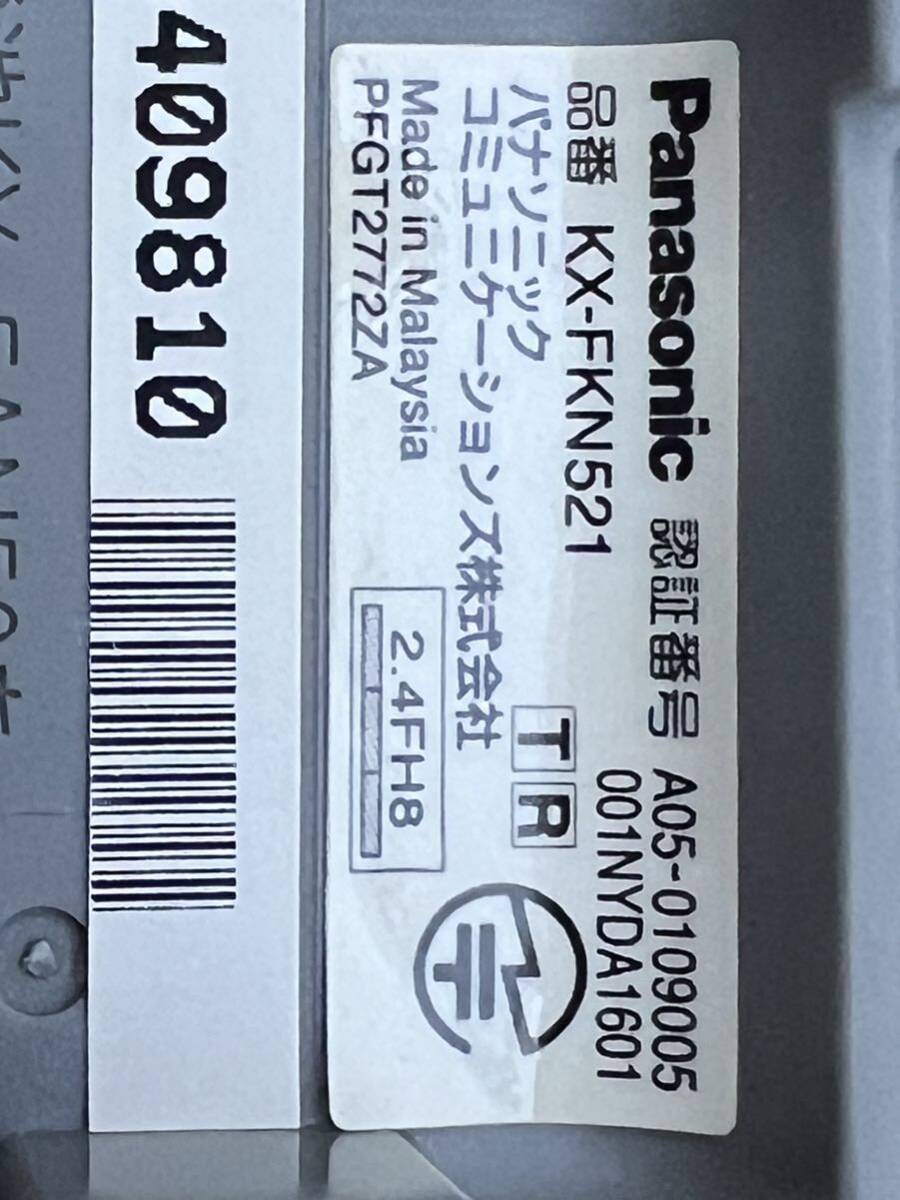 Panasonic 認証番号 A05-0109005
001NYDA1601
品番 KX-FKN521
T R
パナソニック
コミュニケーションズ株式会社
Made in Malaysia
PFGT2772ZA
2.4FH8
409810